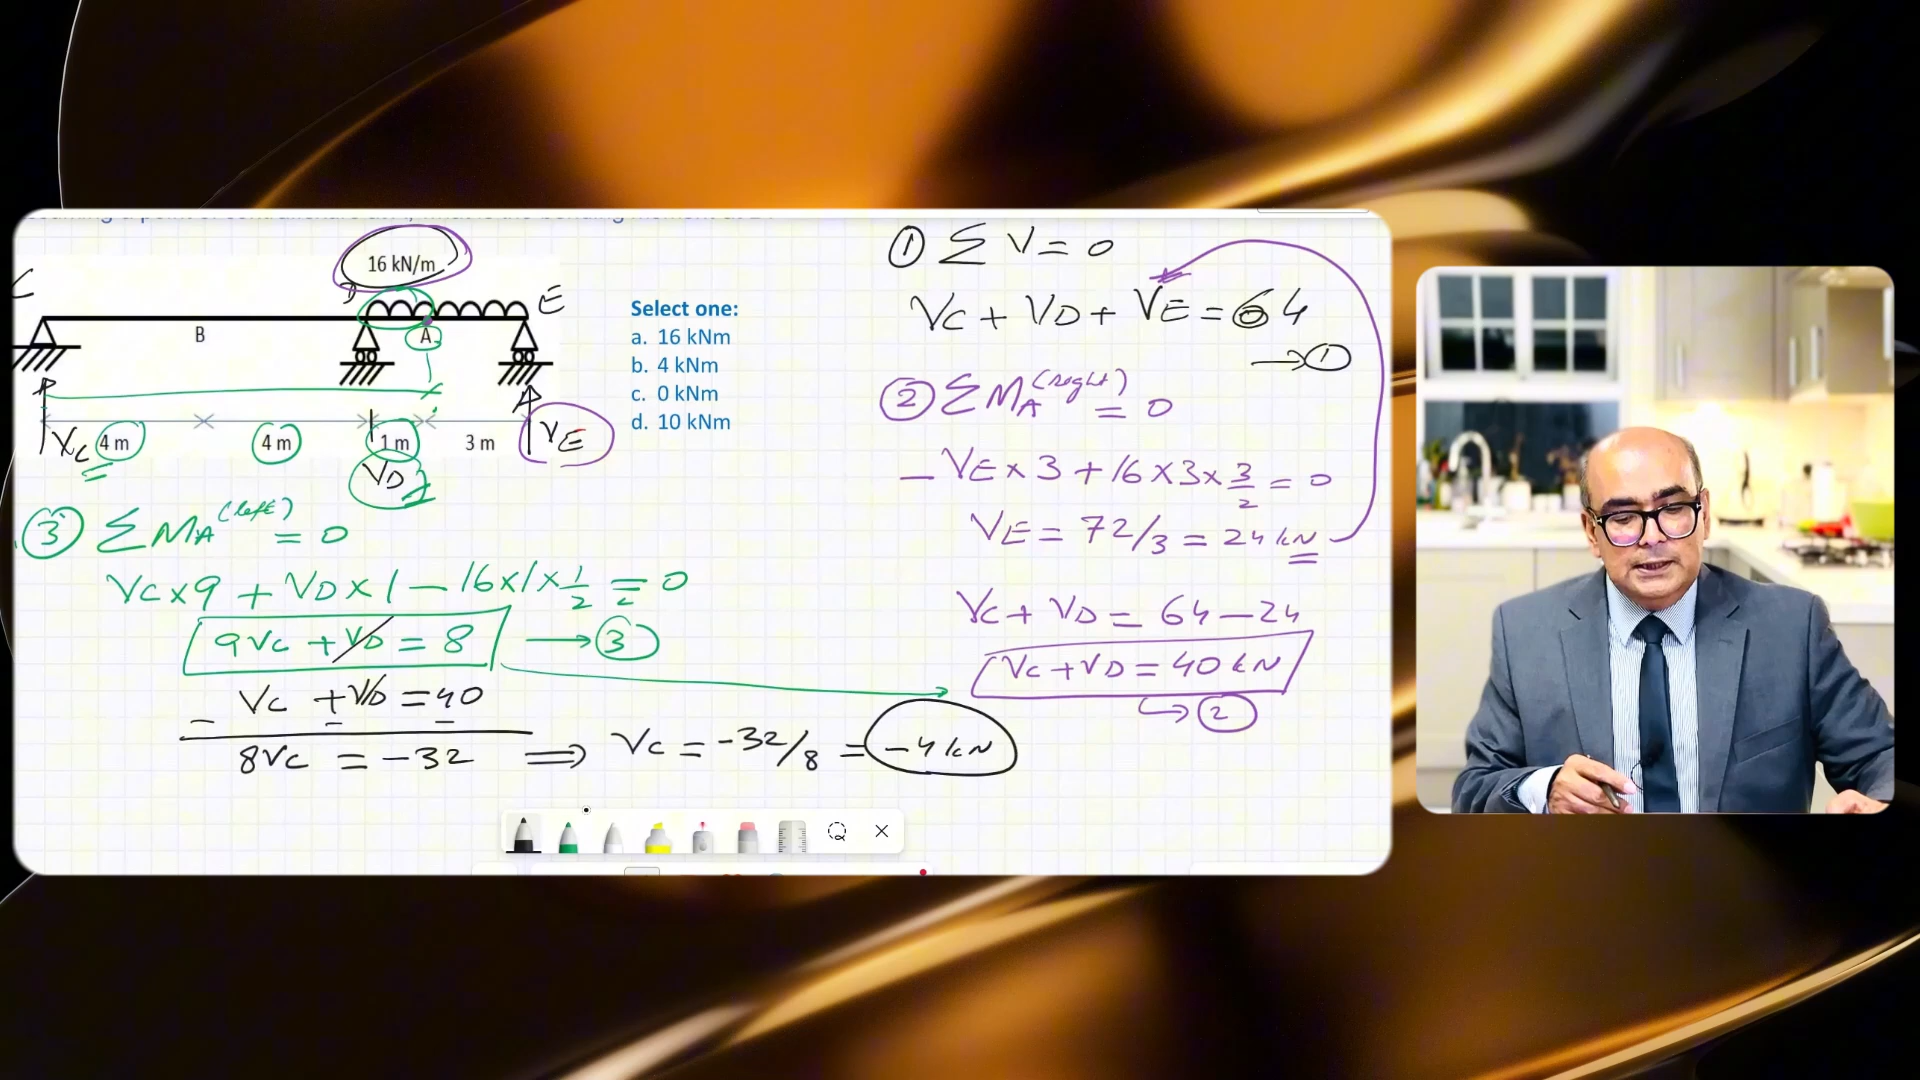 16 kN/m
C
D
E
B
A
Select one:
a. 16 kNm
b. 4 kNm
c. 0 kNm
d. 10 kNm
VC 4 m 4 m 1 m 3 m VE
VD
① ΣV = 0
VC + VD + VE = 64
→ ①
② ΣMA (right) = 0
− VE × 3 + 16 × 3 × 3/2 = 0
VE = 72/3 = 24 kN
VC + VD = 64 − 24
VC + VD = 40 kN
↪ ②
③ ΣMA (left) = 0
VC × 9 + VD × 1 − 16 × 1 × 1/2 = 0
9VC + VD = 8 → ③
− VC + VD = 40
8VC = −32 ⟹ VC = −32/8 = −4 kN